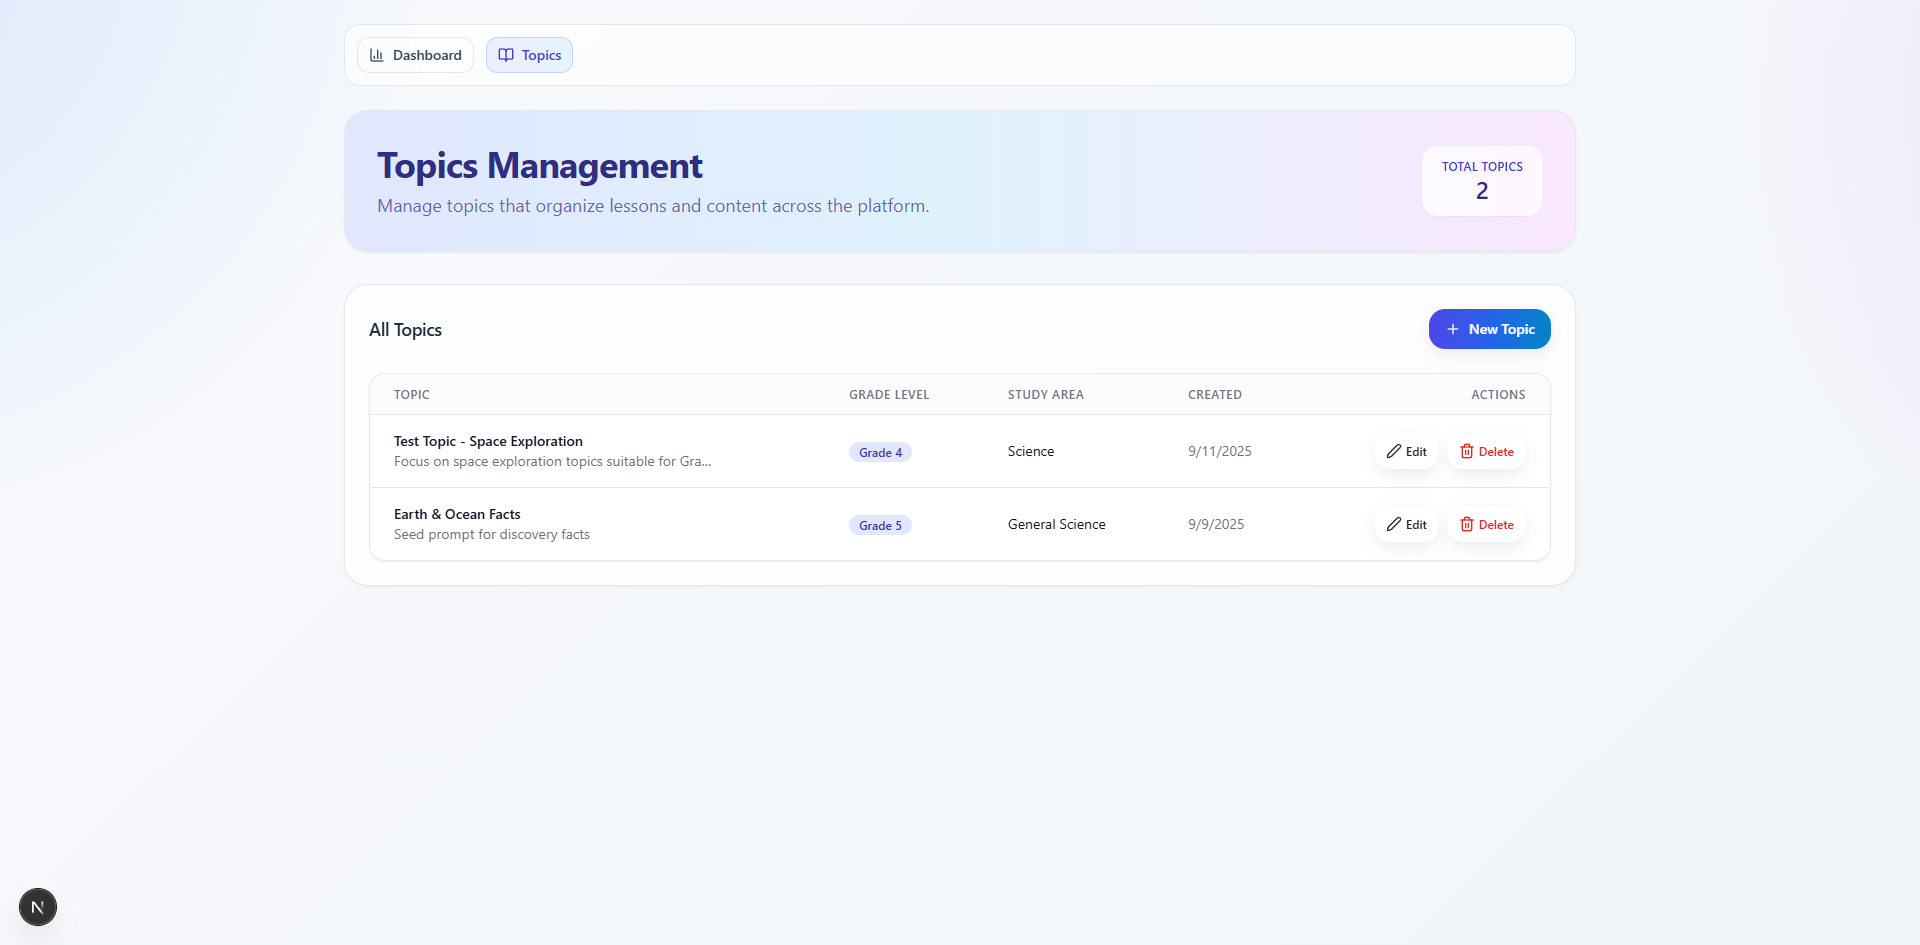 Dashboard
Topics
Topics Management
Manage topics that organize lessons and content across the platform.
TOTAL TOPICS
2
All Topics
New Topic
TOPIC GRADE LEVEL STUDY AREA CREATED ACTIONS
Test Topic - Space Exploration
Focus on space exploration topics suitable for Gra...
Grade 4
Science
9/11/2025
Edit
Delete
Earth & Ocean Facts
Seed prompt for discovery facts
Grade 5
General Science
9/9/2025
Edit
Delete
N